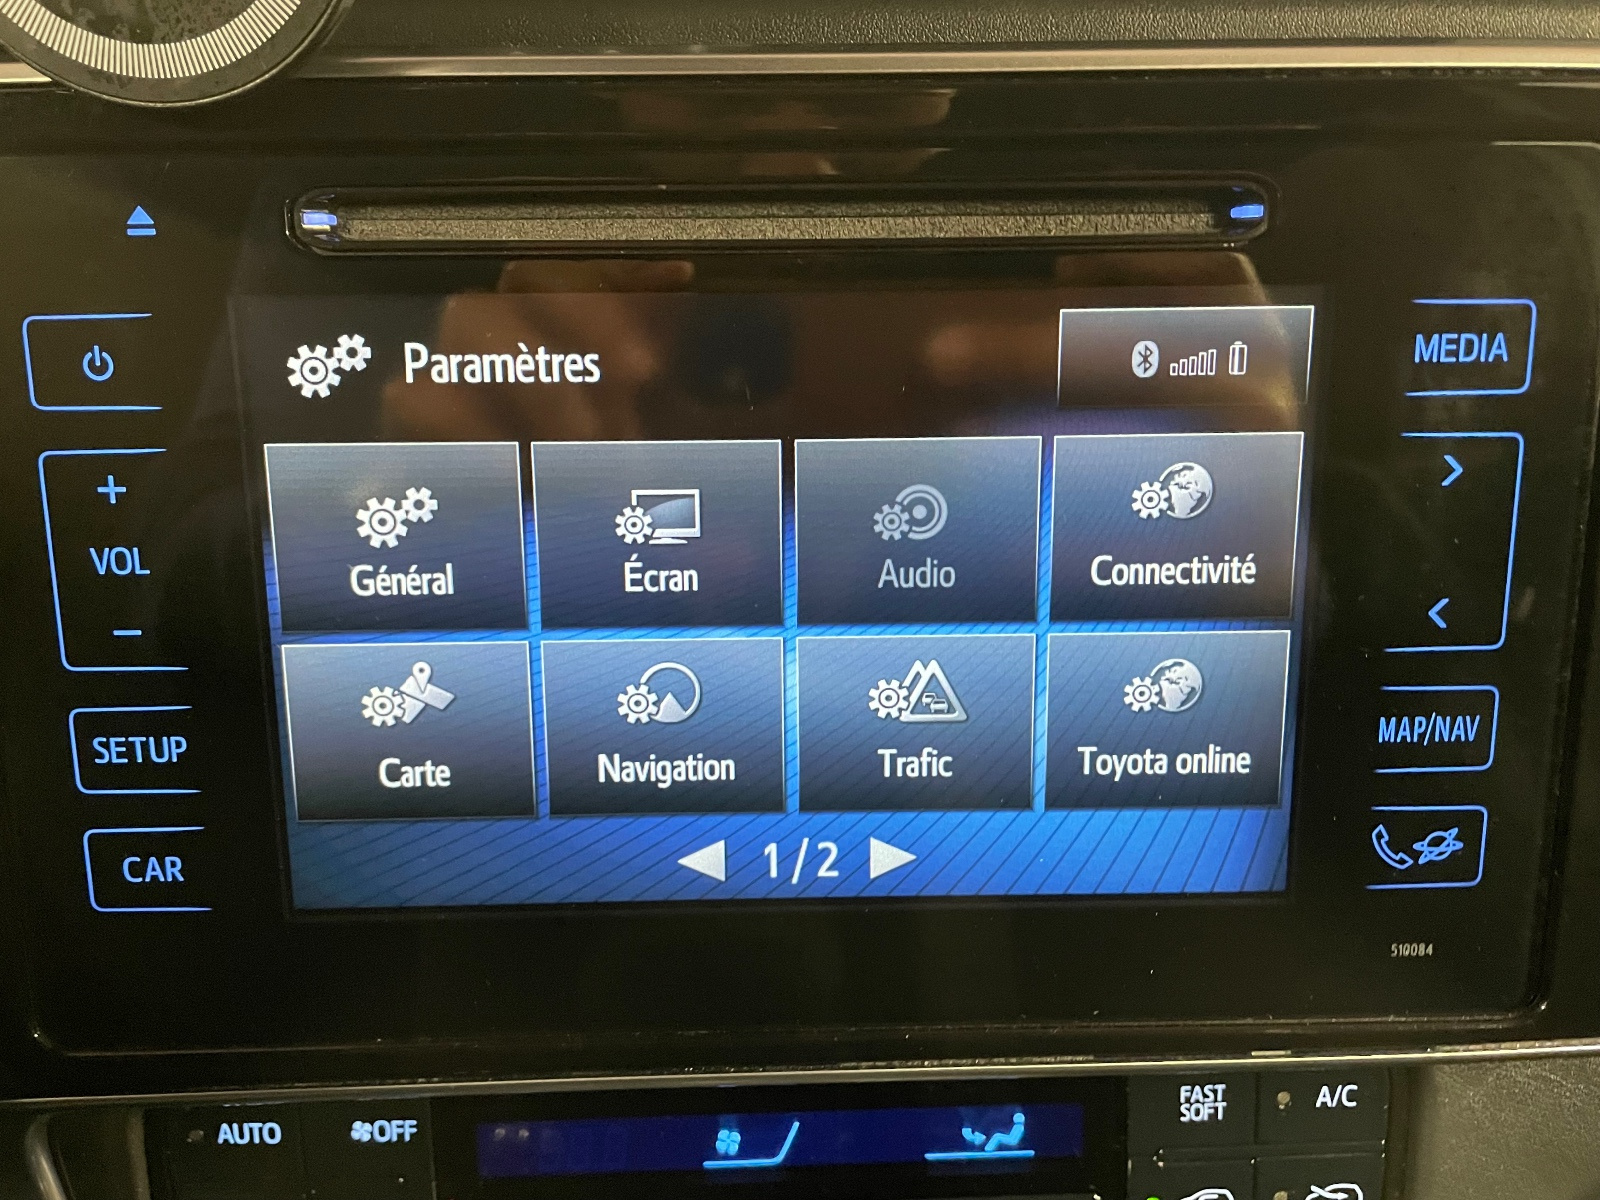 Paramètres
MEDIA
+
VOL
-
Général
Écran
Audio
Connectivité
SETUP
Carte
Navigation
Trafic
Toyota online
MAP/NAV
CAR
1/2
510084
AUTO
OFF
FAST
SOFT
A/C